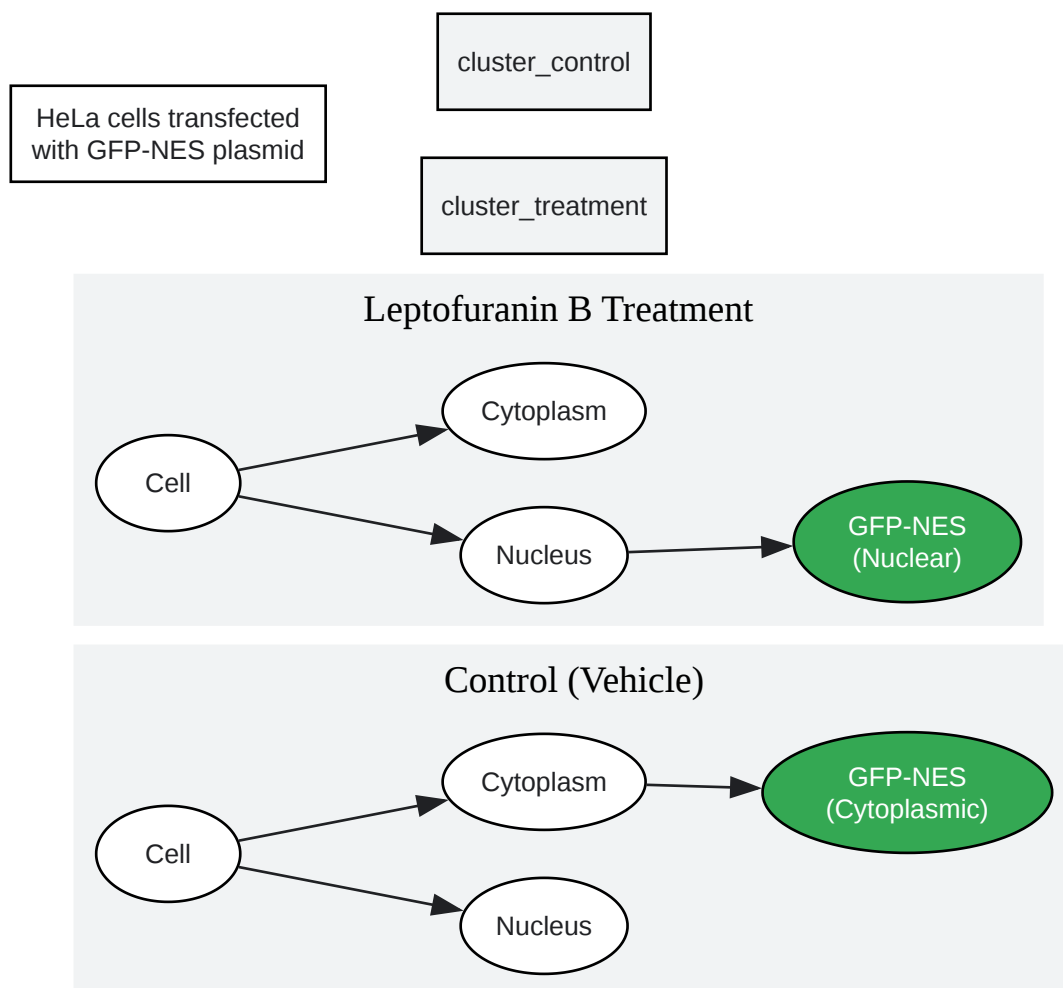 cluster_control
HeLa cells transfected
with GFP-NES plasmid
cluster_treatment
Leptofuranin B Treatment
Cytoplasm
Cell
Nucleus
GFP-NES
(Nuclear)
Control (Vehicle)
Cytoplasm
GFP-NES
(Cytoplasmic)
Cell
Nucleus